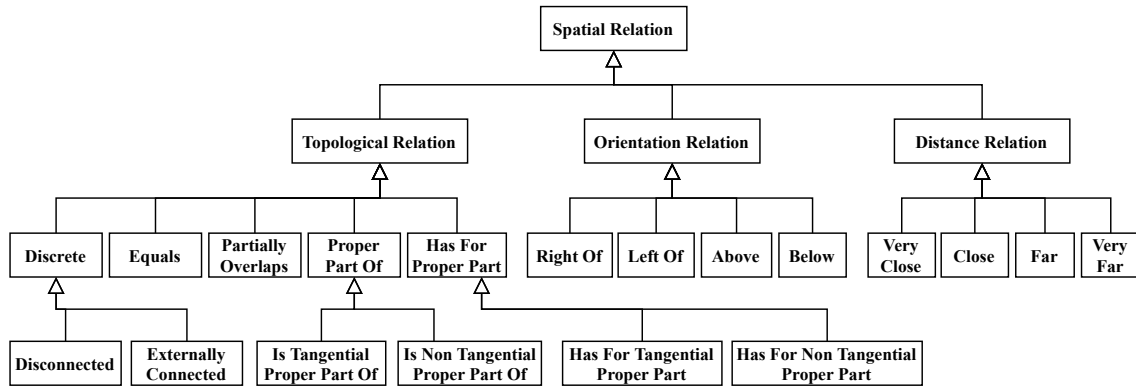 Spatial Relation
Topological Relation
Orientation Relation
Distance Relation
Discrete
Equals
Partially
Overlaps
Proper
Part Of
Has For
Proper Part
Right Of
Left Of
Above
Below
Very
Close
Close
Far
Very
Far
Disconnected
Externally
Connected
Is Tangential
Proper Part Of
Is Non Tangential
Proper Part Of
Has For Tangential
Proper Part
Has For Non Tangential
Proper Part